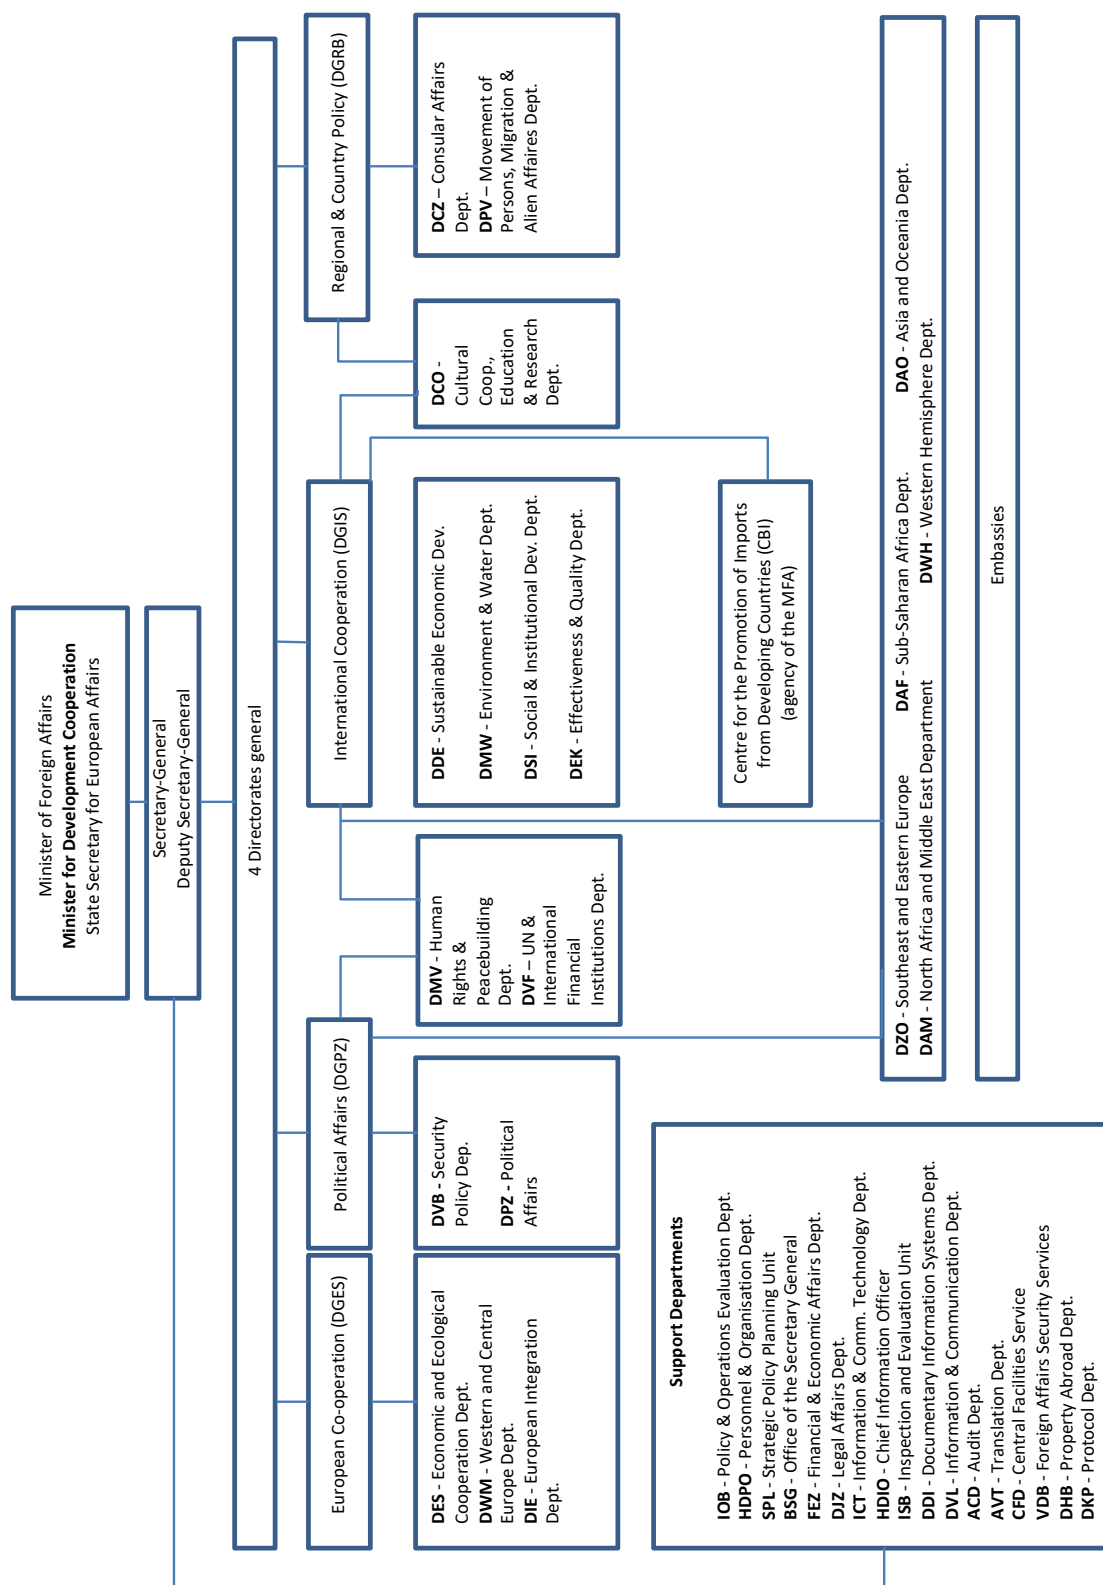 Minister of Foreign Affairs
Minister for Development Cooperation
State Secretary for European Affairs
Secretary-General
Deputy Secretary-General
4 Directorates general
European Co-operation (DGES)
Political Affairs (DGPZ)
International Cooperation (DGIS)
Regional & Country Policy (DGRB)
DES - Economic and Ecological
Cooperation Dept.
DWM - Western and Central
Europe Dept.
DIE - European Integration
Dept.
DVB - Security
Policy Dep.
DPZ - Political
Affairs
DMV - Human
Rights &
Peacebuilding
Dept.
DVF – UN &
International
Financial
Institutions Dept.
DDE - Sustainable Economic Dev.
DMW - Environment & Water Dept.
DSI - Social & Institutional Dev. Dept.
DEK - Effectiveness & Quality Dept.
DCO -
Cultural
Coop.,
Education
& Research
Dept.
DCZ – Consular Affairs
Dept.
DPV – Movement of
Persons, Migration &
Alien Affaires Dept.
Centre for the Promotion of Imports
from Developing Countries (CBI)
(agency of the MFA)
Support Departments
IOB - Policy & Operations Evaluation Dept.
HDPO - Personnel & Organisation Dept.
SPL - Strategic Policy Planning Unit
BSG - Office of the Secretary General
FEZ - Financial & Economic Affairs Dept.
DJZ - Legal Affairs Dept.
ICT - Information & Comm. Technology Dept.
HDIO - Chief Information Officer
ISB - Inspection and Evaluation Unit
DDI - Documentary Information Systems Dept.
DVL - Information & Communication Dept.
ACD - Audit Dept.
AVT - Translation Dept.
CFD - Central Facilities Service
VDB - Foreign Affairs Security Services
DHB - Property Abroad Dept.
DKP - Protocol Dept.
DZO - Southeast and Eastern Europe DAF - Sub-Saharan Africa Dept. DAO - Asia and Oceania Dept.
DAM - North Africa and Middle East Department DWH - Western Hemisphere Dept.
Embassies